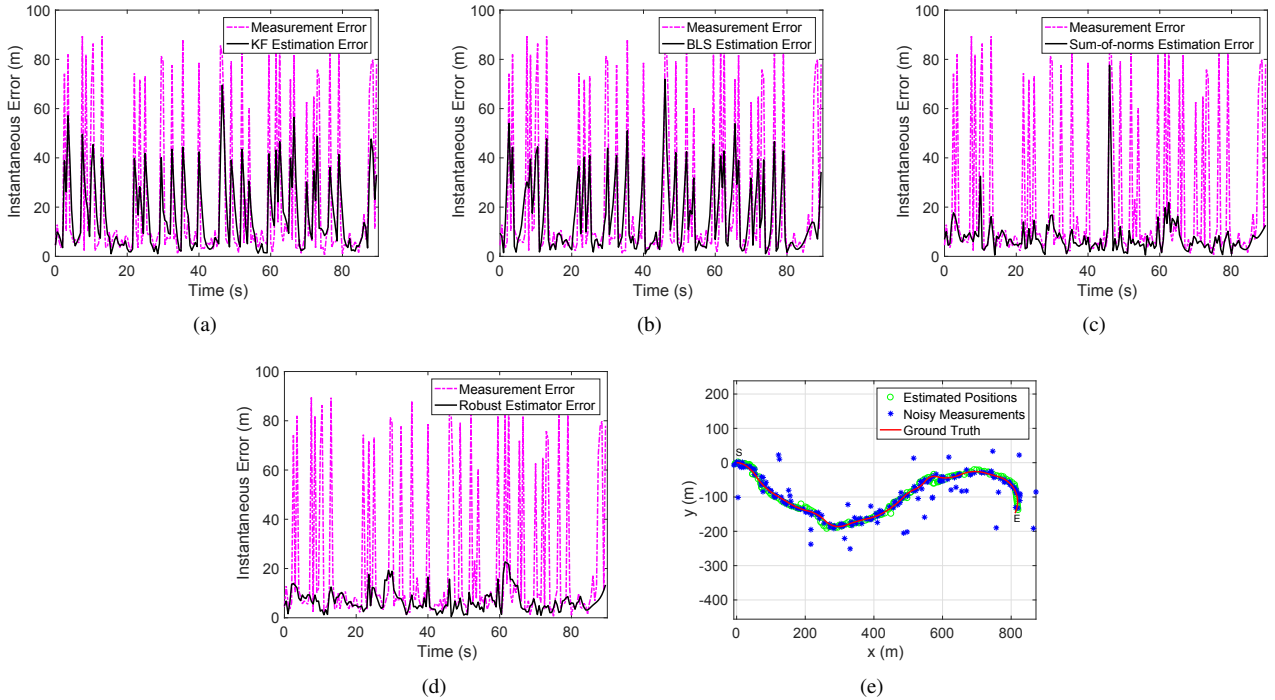 Measurement Error
KF Estimation Error
Instantaneous Error (m)
100
80
60
40
20
0
0 20 40 60 80
Time (s)
(a)
Measurement Error
BLS Estimation Error
Instantaneous Error (m)
100
80
60
40
20
0
0 20 40 60 80
Time (s)
(b)
Measurement Error
Sum-of-norms Estimation Error
Instantaneous Error (m)
100
80
60
40
20
0
0 20 40 60 80
Time (s)
(c)
Measurement Error
Robust Estimator Error
Instantaneous Error (m)
100
80
60
40
20
0
0 20 40 60 80
Time (s)
(d)
Estimated Positions
Noisy Measurements
Ground Truth
y (m)
200
100
0
-100
-200
-300
-400
S
E
0 200 400 600 800
x (m)
(e)